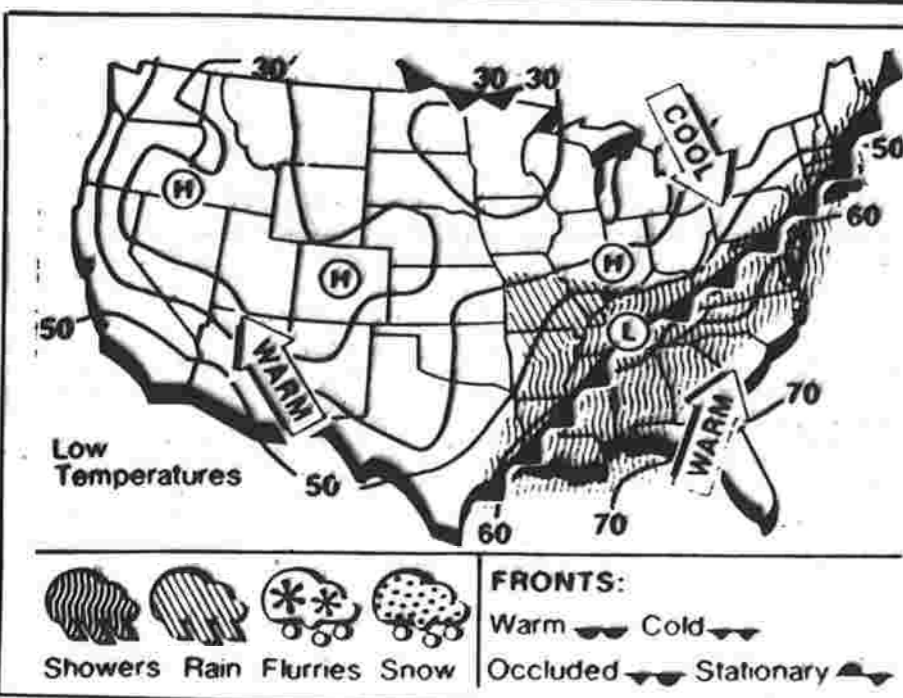 30
30 30
COOL
50
60
H
H
H
50
L
WARM
WARM
70
Low
Temperatures
50
60
70
Showers Rain Flurries Snow
FRONTS:
Warm Cold
Occluded Stationary